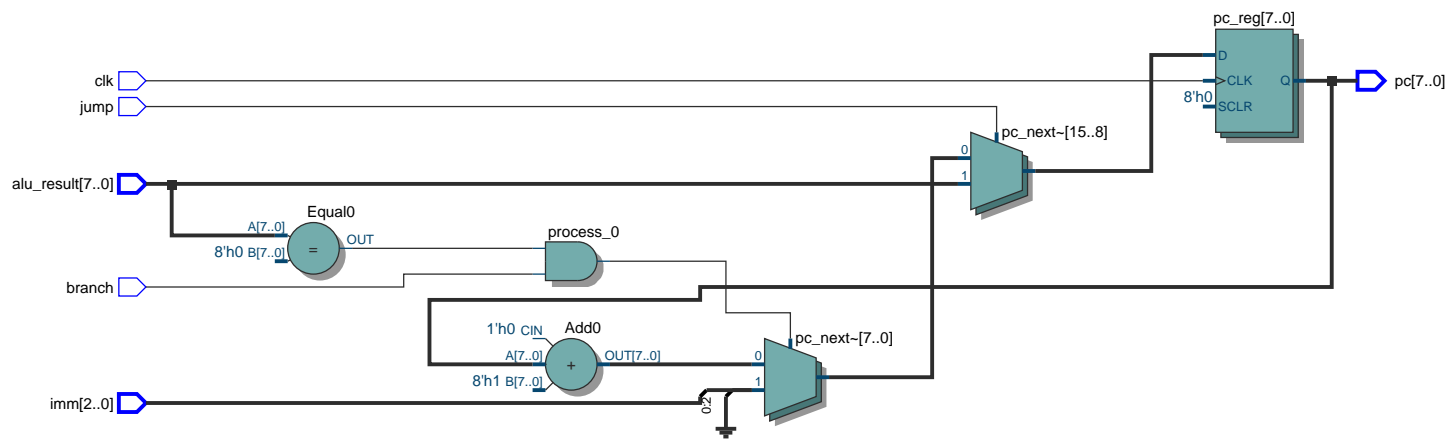 pc_reg[7..0]
D
clk
CLK
Q
pc[7..0]
8'h0
SCLR
jump
pc_next~[15..8]
0
alu_result[7..0]
1
Equal0
A[7..0]
OUT
=
8'h0 B[7..0]
process_0
branch
1'h0 CIN
Add0
pc_next~[7..0]
A[7..0]
OUT[7..0]
0
+
8'h1 B[7..0]
1
imm[2..0]
0:2